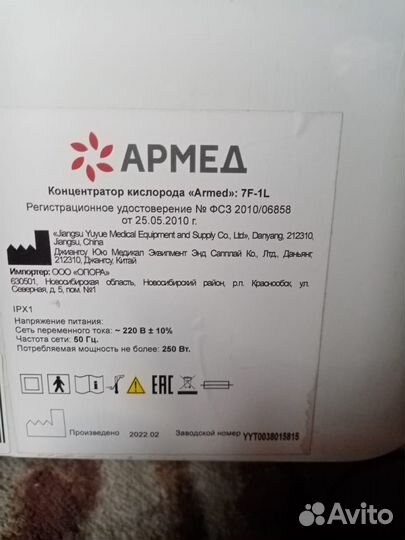 АРМЕД
Концентратор кислорода «Armed»: 7F-1L
Регистрационное удостоверение № ФСЗ 2010/06858
от 25.05.2010 г.
«Jiangsu Yuyue Medical Equipment and Supply Co., Ltd», Danyang, 212310,
Jiangsu, China
Джиангсу Юю Медикал Эквипмент Энд Сапплай Ко, Лтд., Даньянг,
212310, Джангсу, Китай
Импортер: ООО «ОПОРА»
630501, Новосибирская область, Новосибирский район, р.п. Краснообск, ул.
Северная, д. 5, пом. №1
IPX1
Напряжение питания:
Сеть переменного тока: ~ 220 В ± 10%
Частота сети: 50 Гц.
Потребляемая мощность не более: 250 Вт.
EAC
Произведено 2022.02 Заводской номер YYT0038015815
Avito